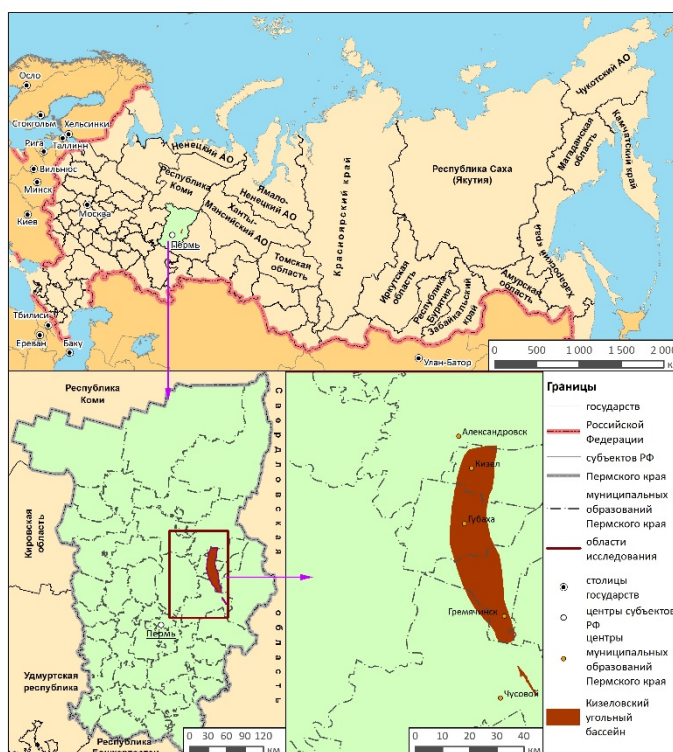 Осло
Стокгольм
Хельсинки
Таллинн
Рига
Вильнюс
Минск
Киев
Москва
Пермь
Тбилиси
Ереван
Баку
Улан-Батор
Ненецкий АО
Республика
Коми
Ямало-
Ненецкий АО
Ханты-
Мансийский АО
Томская
область
Красноярский край
Республика Саха
(Якутия)
Иркутская
область
Республика
Бурятия
Забайкальский
край
Амурская
область
Хабаровский край
Магаданская
область
Камчатский край
Чукотский АО
0 500 1 000 1 500 2 000
Республика
Коми
Кировская
область
Свердловская область
Пермь
Удмуртская
республика
Республика
0 30 60 90 120
км
Александровск
Кизел
Губаха
Гремячинск
Чусовой
0 10 20 30 40
км
Границы
государств
Российской
Федерации
субъектов РФ
Пермского края
муниципальных
образований
Пермского края
области
исследования
столицы
государств
центры субъектов
РФ
центры
муниципальных
образований
Пермского края
Кизеловский
угольный
бассейн